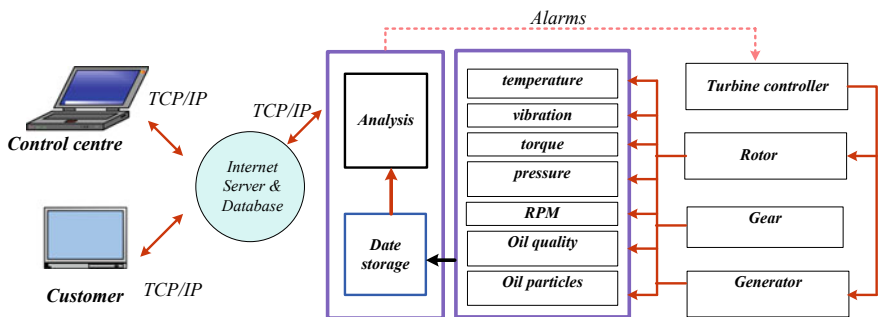 Alarms
TCP/IP
Control centre
TCP/IP
Internet
Server &
Database
Customer
TCP/IP
Analysis
Date
storage
temperature
vibration
torque
pressure
RPM
Oil quality
Oil particles
Turbine controller
Rotor
Gear
Generator